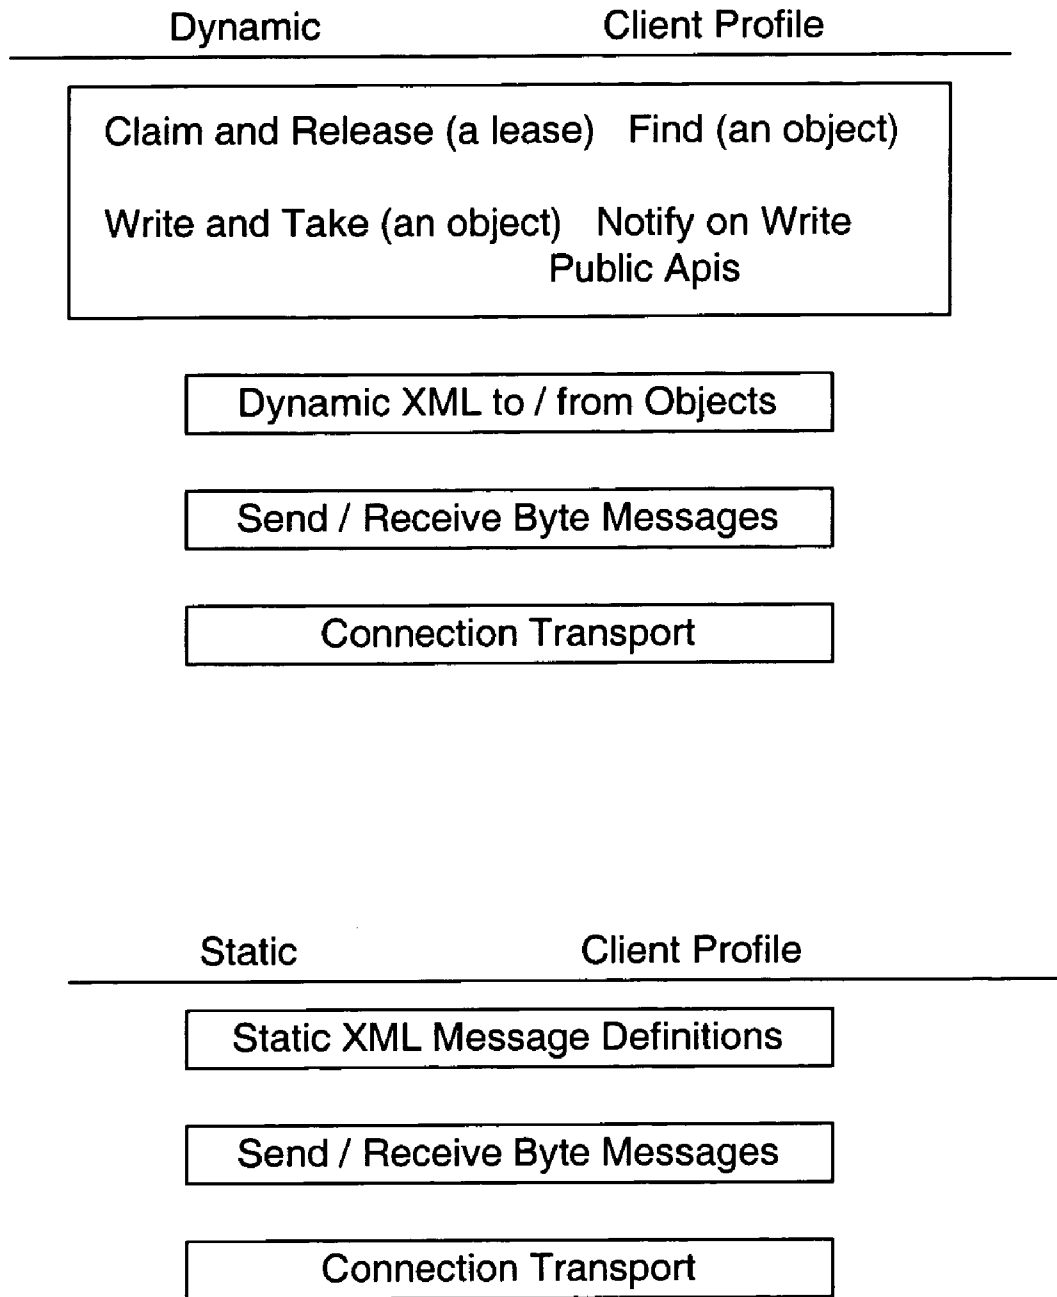 Dynamic Client Profile
Claim and Release (a lease) Find (an object)
Write and Take (an object) Notify on Write
Public Apis
Dynamic XML to / from Objects
Send / Receive Byte Messages
Connection Transport
Static Client Profile
Static XML Message Definitions
Send / Receive Byte Messages
Connection Transport